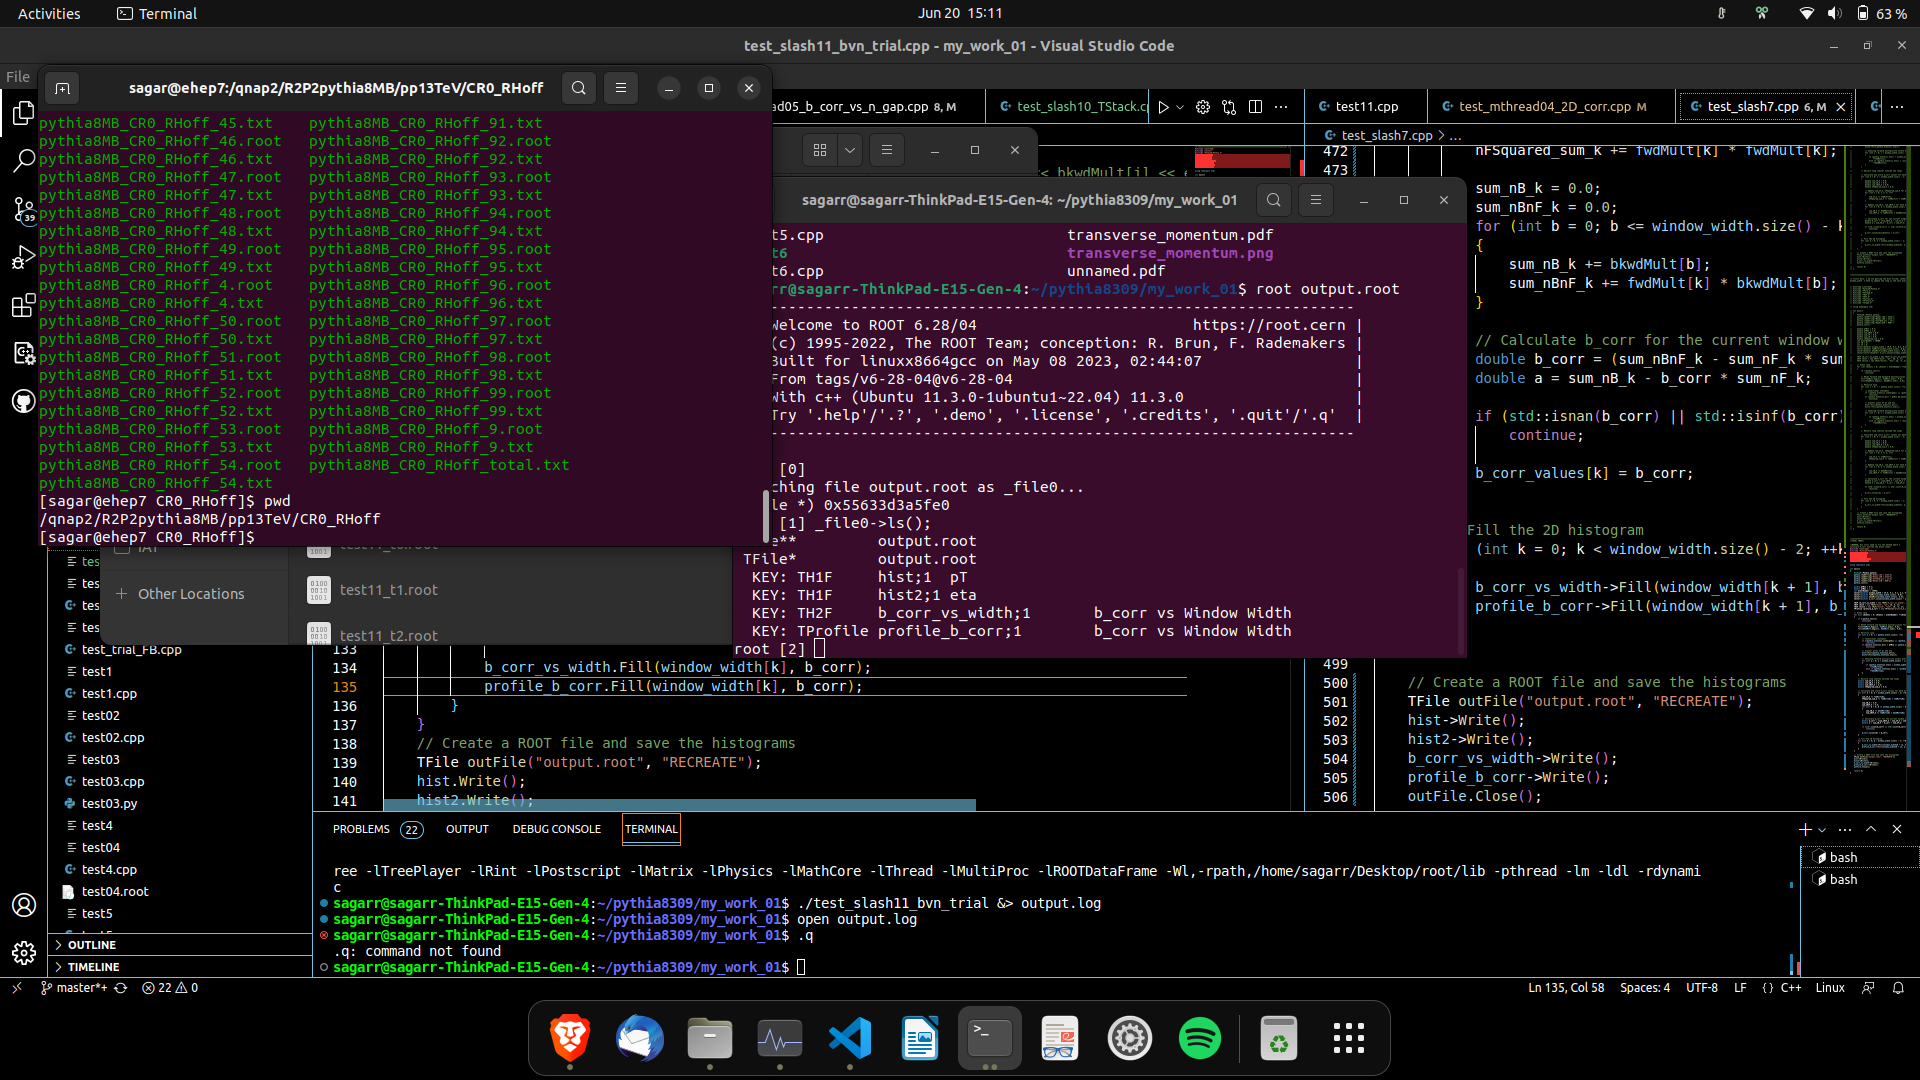 Activities
Terminal
Jun 20 15:11
63 %
test_slash11_bvn_trial.cpp - my_work_01 - Visual Studio Code
File
sagar@ehep7:/qnap2/R2P2pythia8MB/pp13TeV/CR0_RHoff
pythia8MB_CR0_RHoff_45.txt pythia8MB_CR0_RHoff_91.txt
pythia8MB_CR0_RHoff_46.root pythia8MB_CR0_RHoff_92.root
pythia8MB_CR0_RHoff_46.txt pythia8MB_CR0_RHoff_92.txt
pythia8MB_CR0_RHoff_47.root pythia8MB_CR0_RHoff_93.root
pythia8MB_CR0_RHoff_47.txt pythia8MB_CR0_RHoff_93.txt
pythia8MB_CR0_RHoff_48.root pythia8MB_CR0_RHoff_94.root
pythia8MB_CR0_RHoff_48.txt pythia8MB_CR0_RHoff_94.txt
pythia8MB_CR0_RHoff_49.root pythia8MB_CR0_RHoff_95.root
pythia8MB_CR0_RHoff_49.txt pythia8MB_CR0_RHoff_95.txt
pythia8MB_CR0_RHoff_4.root pythia8MB_CR0_RHoff_96.root
pythia8MB_CR0_RHoff_4.txt pythia8MB_CR0_RHoff_96.txt
pythia8MB_CR0_RHoff_50.root pythia8MB_CR0_RHoff_97.root
pythia8MB_CR0_RHoff_50.txt pythia8MB_CR0_RHoff_97.txt
pythia8MB_CR0_RHoff_51.root pythia8MB_CR0_RHoff_98.root
pythia8MB_CR0_RHoff_51.txt pythia8MB_CR0_RHoff_98.txt
pythia8MB_CR0_RHoff_52.root pythia8MB_CR0_RHoff_99.root
pythia8MB_CR0_RHoff_52.txt pythia8MB_CR0_RHoff_99.txt
pythia8MB_CR0_RHoff_53.root pythia8MB_CR0_RHoff_9.root
pythia8MB_CR0_RHoff_53.txt pythia8MB_CR0_RHoff_9.txt
pythia8MB_CR0_RHoff_54.root pythia8MB_CR0_RHoff_total.txt
pythia8MB_CR0_RHoff_54.txt
[sagar@ehep7 CR0_RHoff]$ pwd
/qnap2/R2P2pythia8MB/pp13TeV/CR0_RHoff
[sagar@ehep7 CR0_RHoff]$
ad05_b_corr_vs_n_gap.cpp 8, M
test_slash10_TStack.c
test11.cpp
test_mthread04_2D_corr.cpp M
test_slash7.cpp 6, M
test_slash7.cpp > ...
< bkwdMult[j] << e
sagarr@sagarr-ThinkPad-E15-Gen-4: ~/pythia8309/my_work_01
t5.cpp transverse_momentum.pdf
t6 transverse_momentum.png
t6.cpp unnamed.pdf
rr@sagarr-ThinkPad-E15-Gen-4:~/pythia8309/my_work_01$ root output.root
------------------------------------------------------------------
Welcome to ROOT 6.28/04 https://root.cern |
(c) 1995-2022, The ROOT Team; conception: R. Brun, F. Rademakers |
Built for linuxx8664gcc on May 08 2023, 02:44:07 |
From tags/v6-28-04@v6-28-04 |
With c++ (Ubuntu 11.3.0-1ubuntu1~22.04) 11.3.0 |
Try '.help'/'.?', '.demo', '.license', '.credits', '.quit'/'.q' |
------------------------------------------------------------------
[0]
ching file output.root as _file0...
le *) 0x55633d3a5fe0
[1] _file0->ls();
e** output.root
TFile* output.root
KEY: TH1F hist;1 pT
KEY: TH1F hist2;1 eta
KEY: TH2F b_corr_vs_width;1 b_corr vs Window Width
KEY: TProfile profile_b_corr;1 b_corr vs Window Width
root [2]
472 nFSquared_sum_k += fwdMult[k] * fwdMult[k];
473
sum_nB_k = 0.0;
sum_nBnF_k = 0.0;
for (int b = 0; b <= window_width.size() - k
{
sum_nB_k += bkwdMult[b];
sum_nBnF_k += fwdMult[k] * bkwdMult[b];
}
// Calculate b_corr for the current window w
double b_corr = (sum_nBnF_k - sum_nF_k * sum
double a = sum_nB_k - b_corr * sum_nF_k;
if (std::isnan(b_corr) || std::isinf(b_corr)
continue;
b_corr_values[k] = b_corr;
Fill the 2D histogram
(int k = 0; k < window_width.size() - 2; ++k
b_corr_vs_width->Fill(window_width[k + 1], b
profile_b_corr->Fill(window_width[k + 1], b_
499
500 // Create a ROOT file and save the histograms
501 TFile outFile("output.root", "RECREATE");
502 hist->Write();
503 hist2->Write();
504 b_corr_vs_width->Write();
505 profile_b_corr->Write();
506 outFile.Close();
Other Locations
test11_t1.root
test11_t2.root
tes
tes
tes
tes
test_trial_FB.cpp
test1
test1.cpp
test02
test02.cpp
test03
test03.cpp
test03.py
test4
test04
test4.cpp
test04.root
test5
OUTLINE
TIMELINE
133
134 b_corr_vs_width.Fill(window_width[k], b_corr);
135 profile_b_corr.Fill(window_width[k], b_corr);
136 }
137 }
138 // Create a ROOT file and save the histograms
139 TFile outFile("output.root", "RECREATE");
140 hist.Write();
141 hist2.Write();
PROBLEMS 22 OUTPUT DEBUG CONSOLE TERMINAL
ree -lTreePlayer -lRint -lPostscript -lMatrix -lPhysics -lMathCore -lThread -lMultiProc -lROOTDataFrame -Wl,-rpath,/home/sagarr/Desktop/root/lib -pthread -lm -ldl -rdynami
c
sagarr@sagarr-ThinkPad-E15-Gen-4:~/pythia8309/my_work_01$ ./test_slash11_bvn_trial &> output.log
sagarr@sagarr-ThinkPad-E15-Gen-4:~/pythia8309/my_work_01$ open output.log
sagarr@sagarr-ThinkPad-E15-Gen-4:~/pythia8309/my_work_01$ .q
.q: command not found
sagarr@sagarr-ThinkPad-E15-Gen-4:~/pythia8309/my_work_01$
bash
bash
39
master*+ 22 0
Ln 135, Col 58 Spaces: 4 UTF-8 LF {} C++ Linux